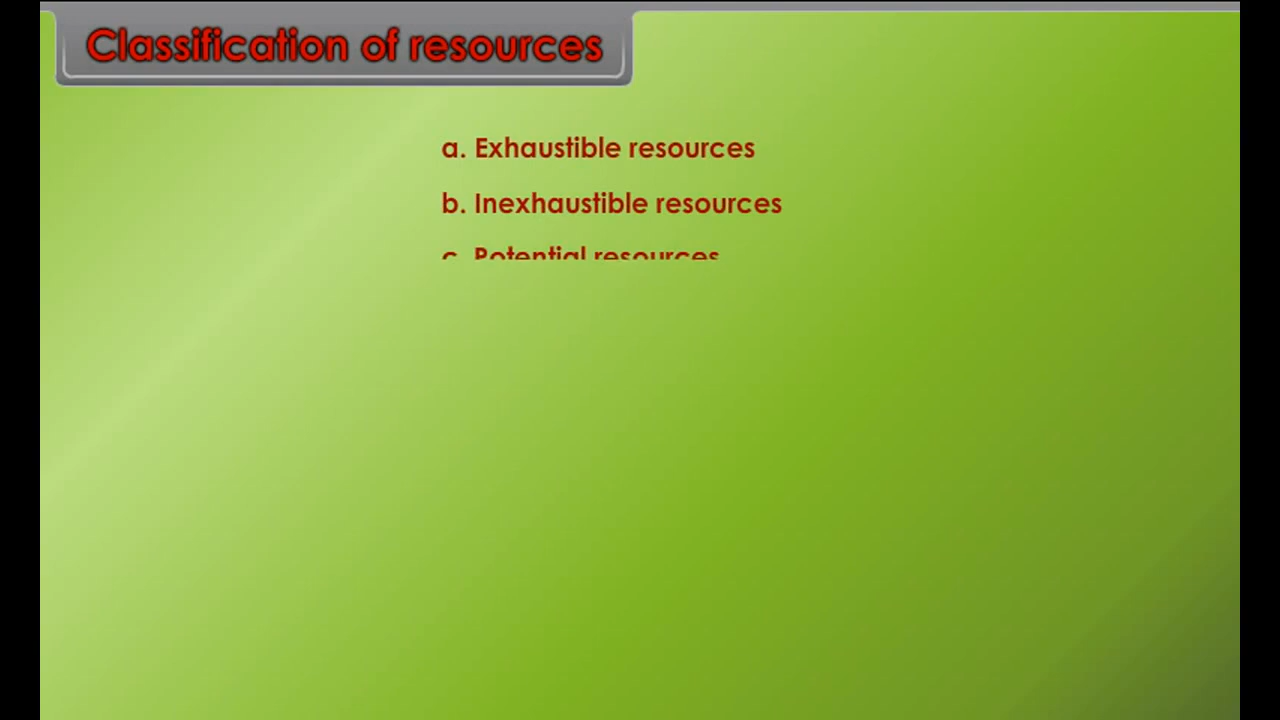 Classification of resources
a. Exhaustible resources
b. Inexhaustible resources
c. Potential resources